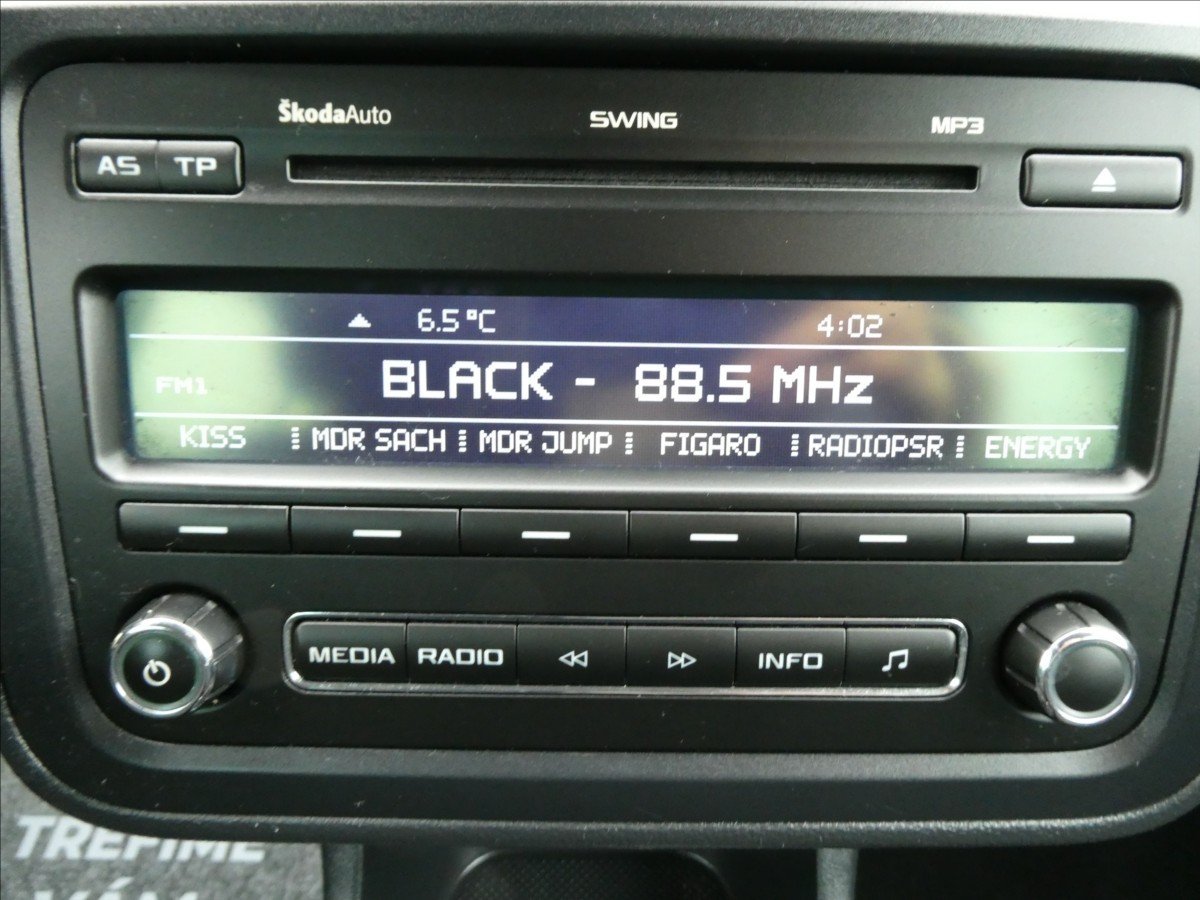 ŠkodaAuto SWING MP3
AS TP
6.5°C 4:02
FM1 BLACK - 88.5 MHz
KISS MDR SACH MDR JUMP FIGARO RADIOPSR ENERGY
MEDIA RADIO INFO
TREFÍME
VÁM